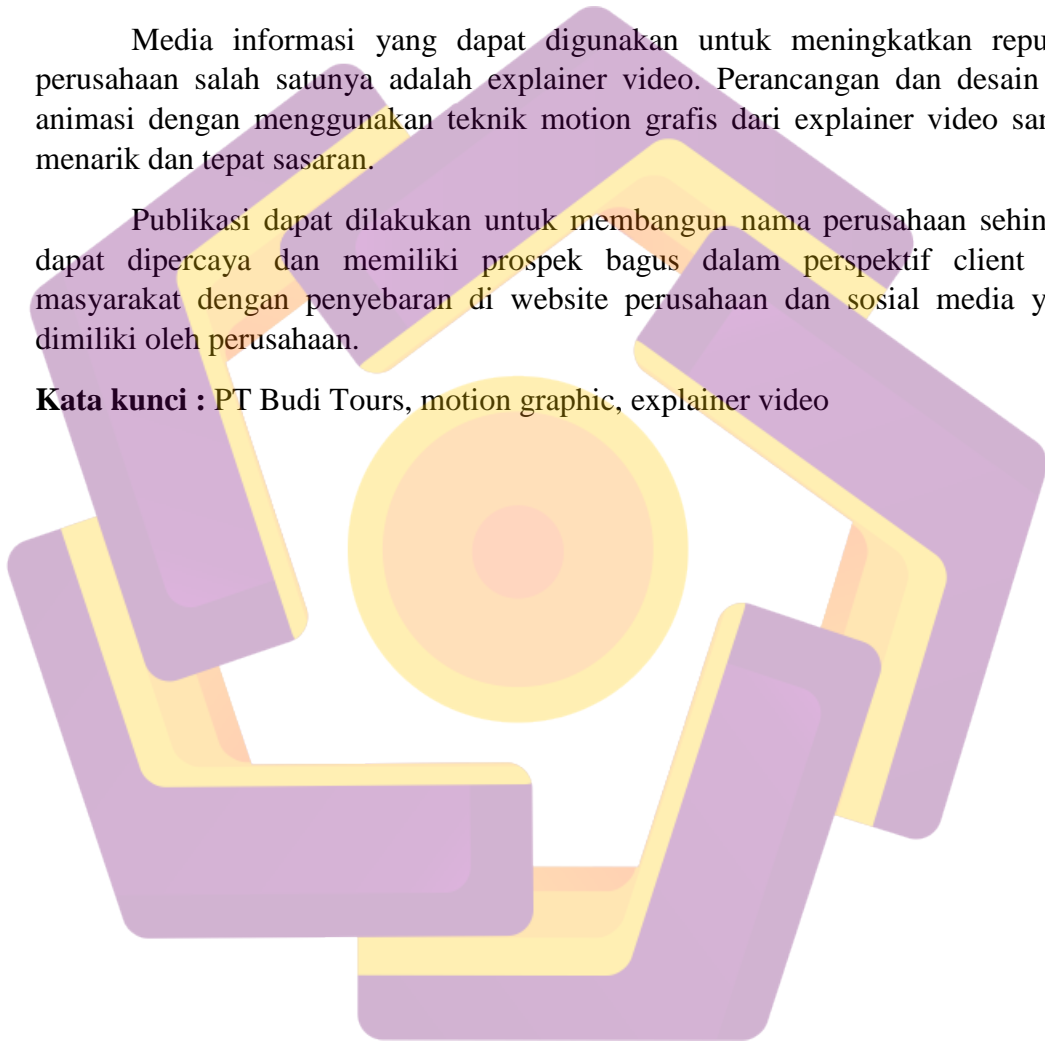 Media informasi yang dapat digunakan untuk meningkatkan repu
perusahaan salah satunya adalah explainer video. Perancangan dan desain
animasi dengan menggunakan teknik motion grafis dari explainer video san
menarik dan tepat sasaran.
Publikasi dapat dilakukan untuk membangun nama perusahaan sehin
dapat dipercaya dan memiliki prospek bagus dalam perspektif client
masyarakat dengan penyebaran di website perusahaan dan sosial media y
dimiliki oleh perusahaan.
Kata kunci : PT Budi Tours, motion graphic, explainer video